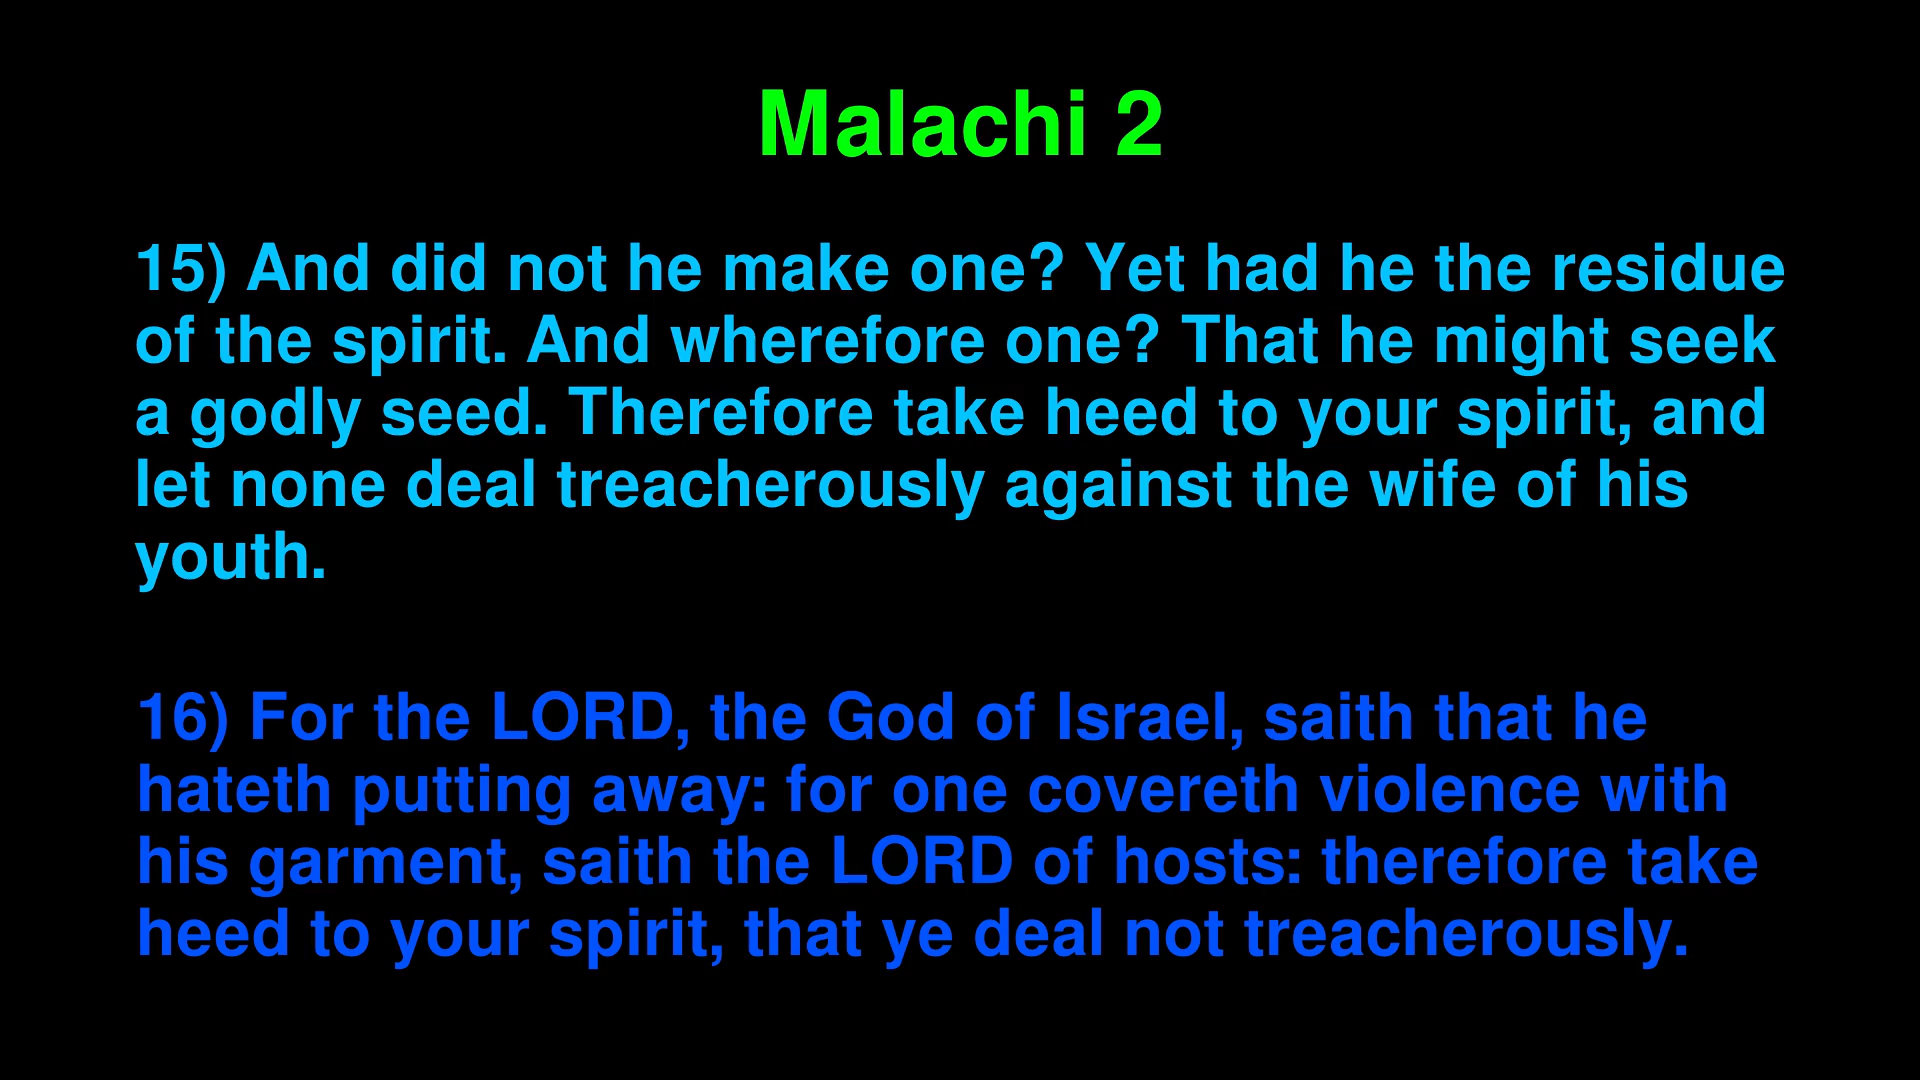 Malachi 2
15) And did not he make one? Yet had he the residue
of the spirit. And wherefore one? That he might seek
a godly seed. Therefore take heed to your spirit, and
let none deal treacherously against the wife of his
youth.
16) For the LORD, the God of Israel, saith that he
hateth putting away: for one covereth violence with
his garment, saith the LORD of hosts: therefore take
heed to your spirit, that ye deal not treacherously.